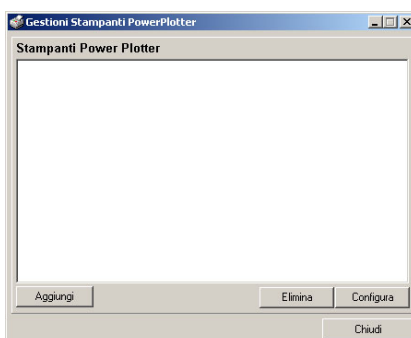 Gestioni Stampanti PowerPlotter
Stampanti Power Plotter
Aggiungi
Elimina
Configura
Chiudi